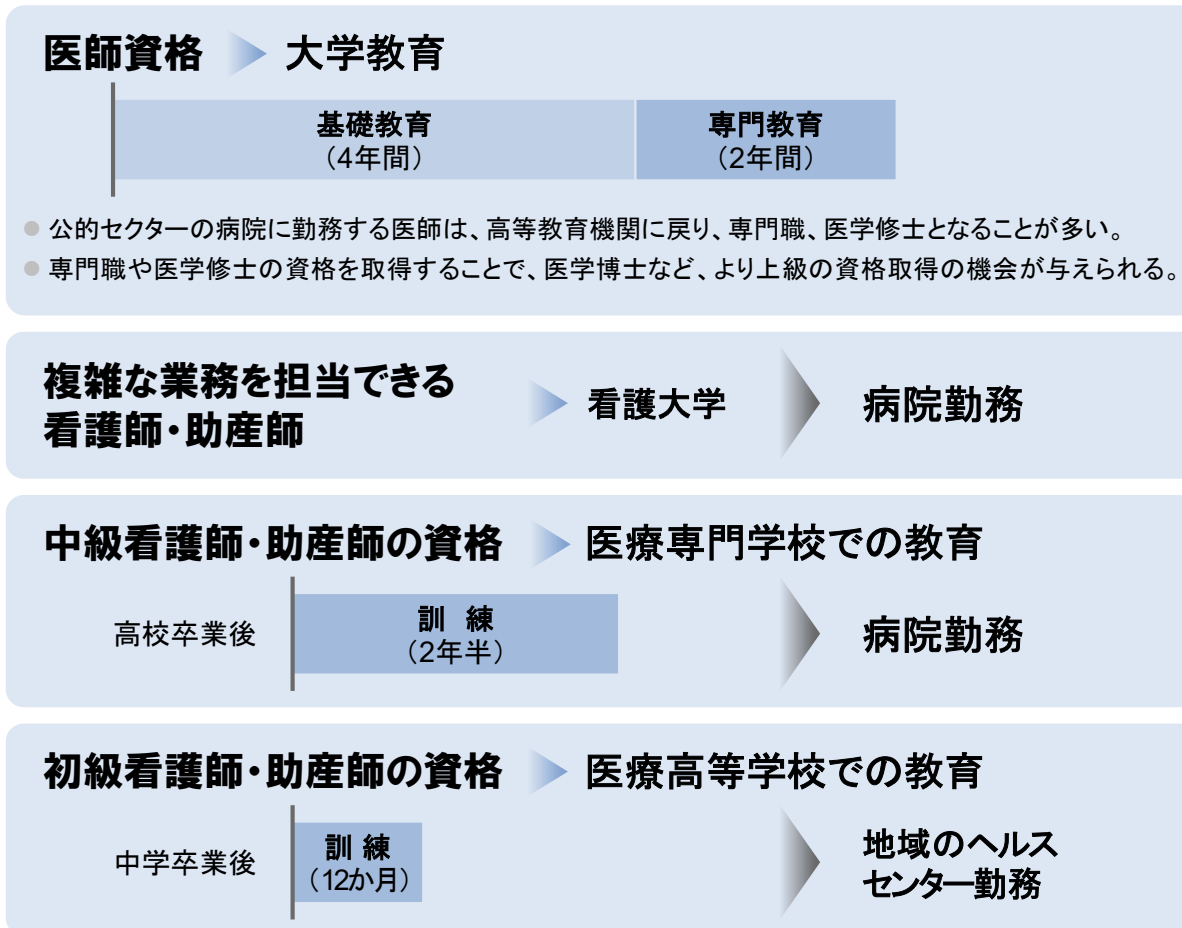 医師資格 大学教育
基礎教育
（4年間）
専門教育
（2年間）
● 公的セクターの病院に勤務する医師は、高等教育機関に戻り、専門職、医学修士となることが多い。
● 専門職や医学修士の資格を取得することで、医学博士など、より上級の資格取得の機会が与えられる。
複雑な業務を担当できる
看護師・助産師
看護大学
病院勤務
中級看護師・助産師の資格 医療専門学校での教育
高校卒業後
訓 練
（2年半）
病院勤務
初級看護師・助産師の資格 医療高等学校での教育
中学卒業後
訓 練
（12か月）
地域のヘルス
センター勤務